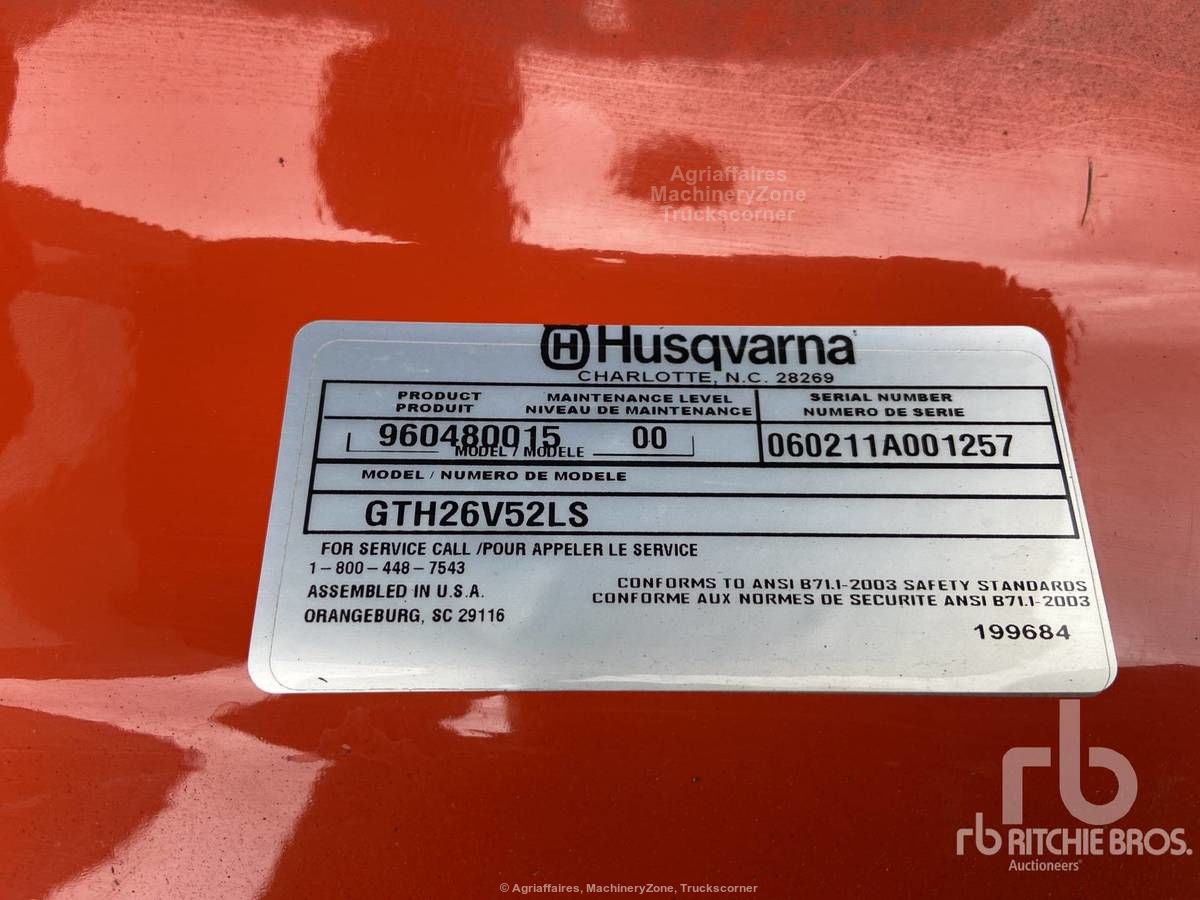 Agriaffaires
MachineryZone
Truckscorner
Husqvarna
CHARLOTTE, N.C. 28269
PRODUCT MAINTENANCE LEVEL SERIAL NUMBER
PRODUIT NIVEAU DE MAINTENANCE NUMERO DE SERIE
960480015 00 060211A001257
MODEL / MODELE
MODEL / NUMERO DE MODELE
GTH26V52LS
FOR SERVICE CALL /POUR APPELER LE SERVICE
1-800-448-7543
ASSEMBLED IN U.S.A.
ORANGEBURG, SC 29116
CONFORMS TO ANSI B71.1-2003 SAFETY STANDARDS
CONFORME AUX NORMES DE SECURITE ANSI B71.1-2003
199684
rb
rb RITCHIE BROS.
Auctioneers
© Agriaffaires, MachineryZone, Truckscorner